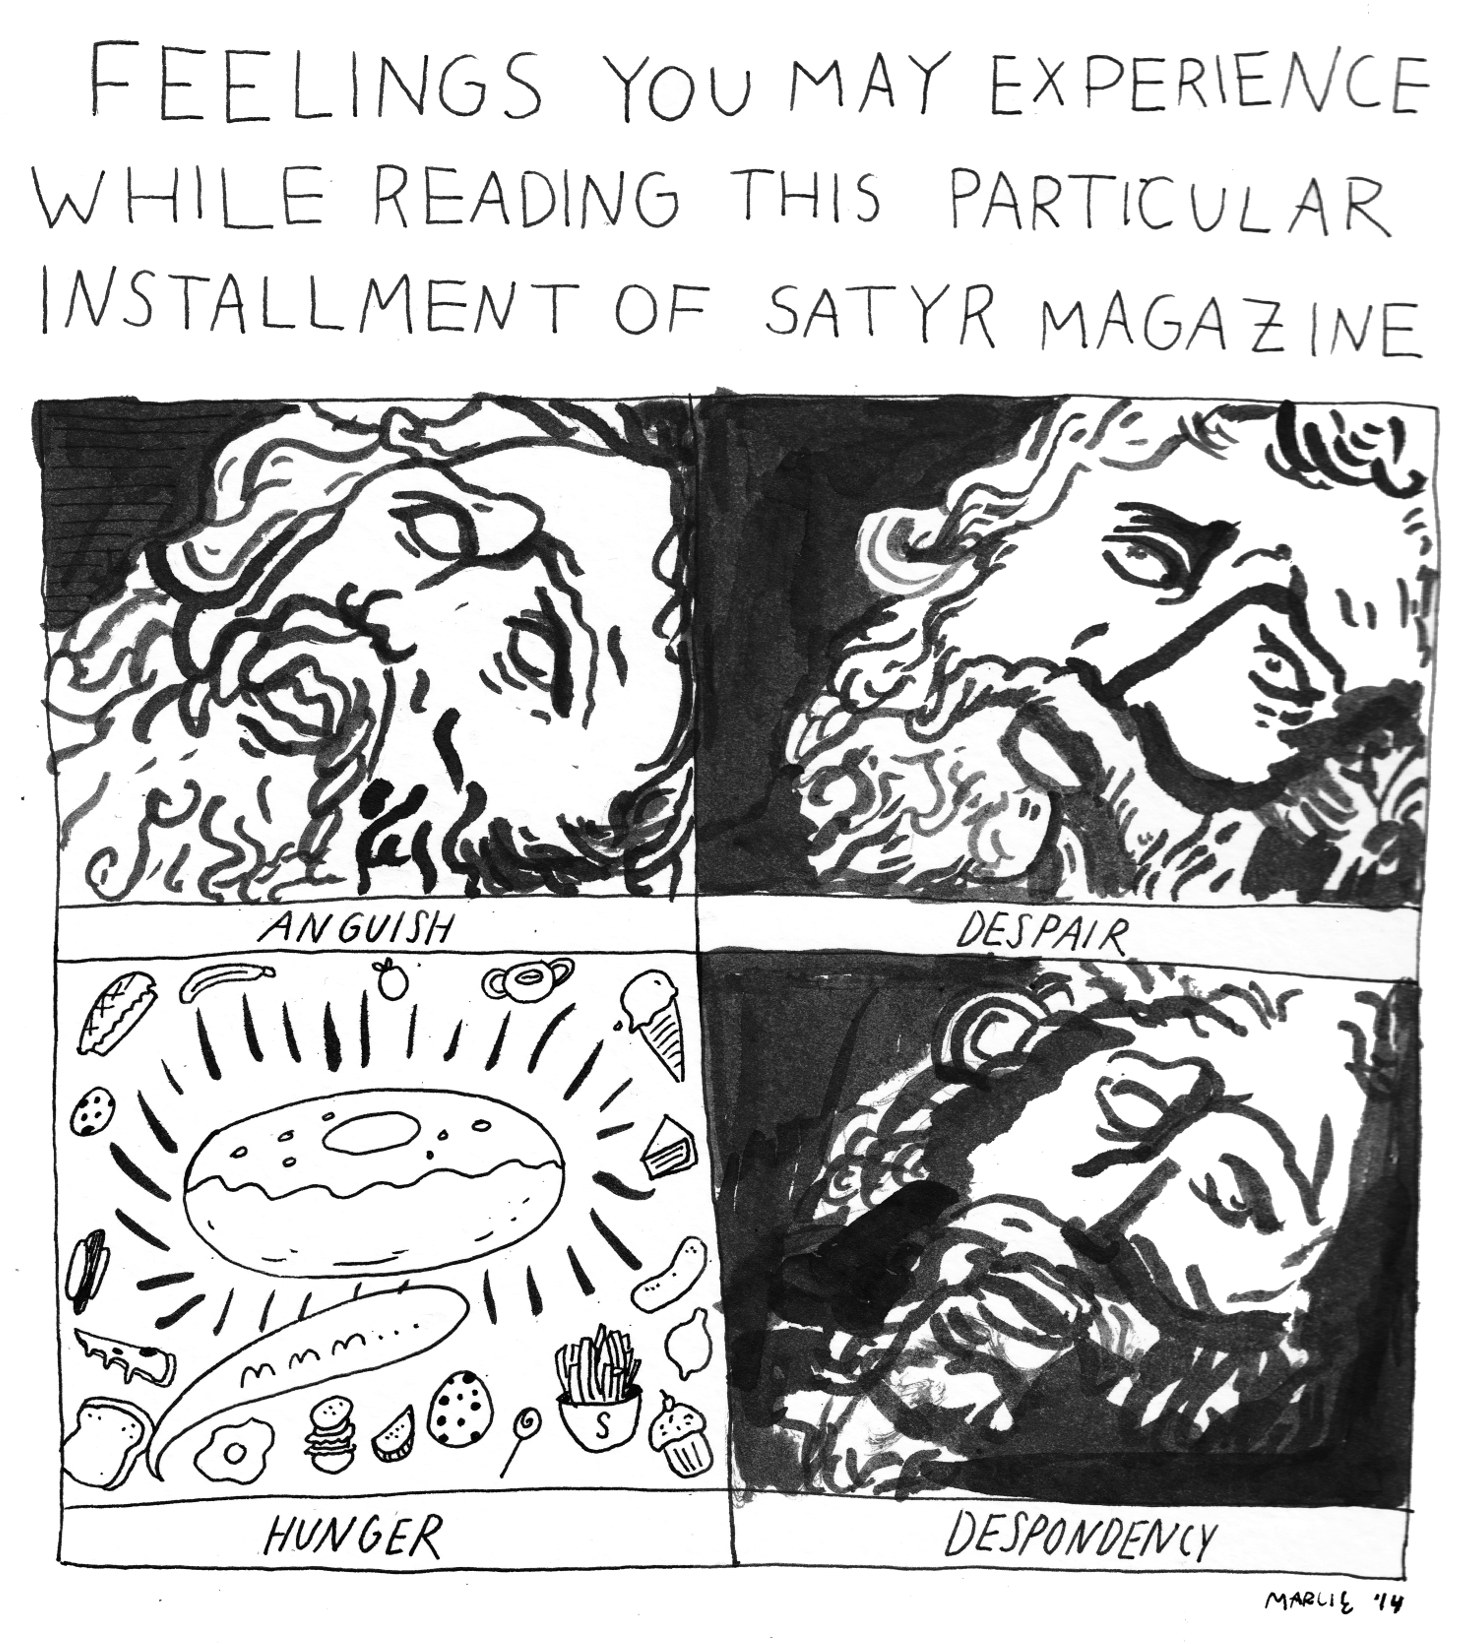 FEELINGS YOU MAY EXPERIENCE
WHILE READING THIS PARTICULAR
INSTALLMENT OF SATYR MAGAZINE
ANGUISH
DESPAIR
mmm...
S
HUNGER
DESPONDENCY
MARLIE '14